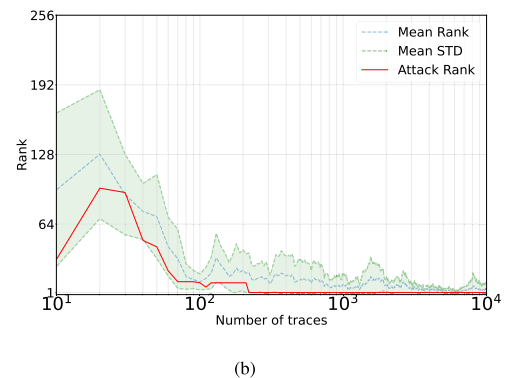 256
192
128
64
1
Rank
10^1
10^2
10^3
10^4
Number of traces
Mean Rank
Mean STD
Attack Rank
(b)